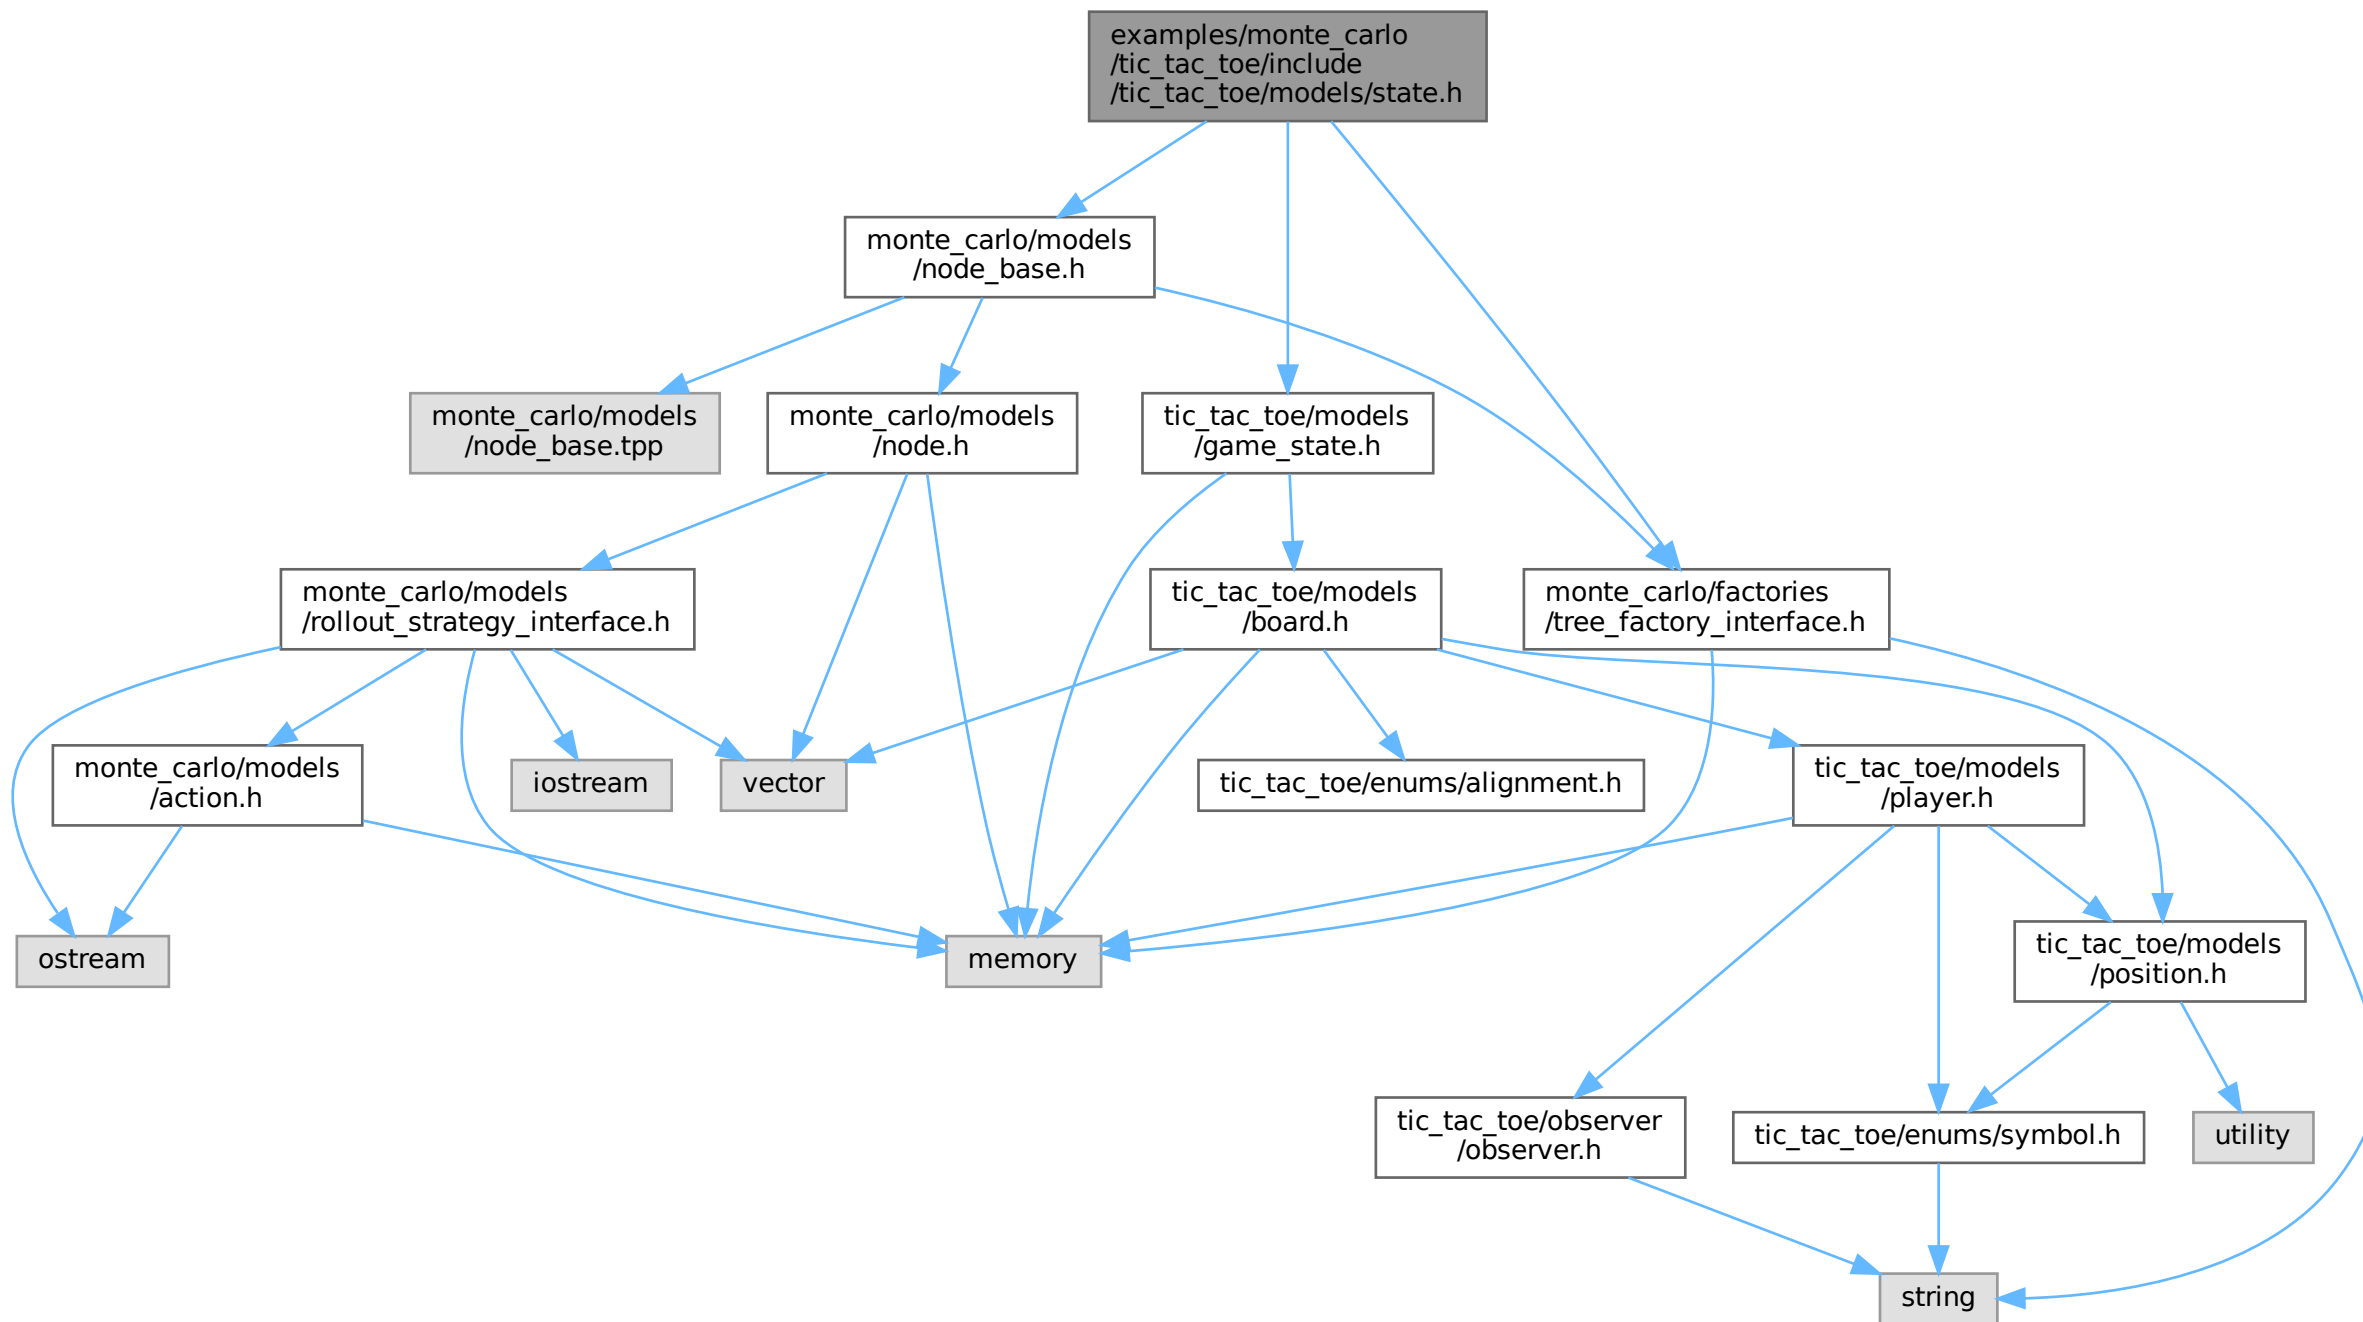 examples/monte_carlo
/tic_tac_toe/include
/tic_tac_toe/models/state.h
monte_carlo/models
/node_base.h
monte_carlo/models
/node_base.tpp
monte_carlo/models
/node.h
tic_tac_toe/models
/game_state.h
monte_carlo/models
/rollout_strategy_interface.h
tic_tac_toe/models
/board.h
monte_carlo/factories
/tree_factory_interface.h
monte_carlo/models
/action.h
iostream
vector
tic_tac_toe/enums/alignment.h
tic_tac_toe/models
/player.h
ostream
memory
tic_tac_toe/models
/position.h
tic_tac_toe/observer
/observer.h
tic_tac_toe/enums/symbol.h
utility
string